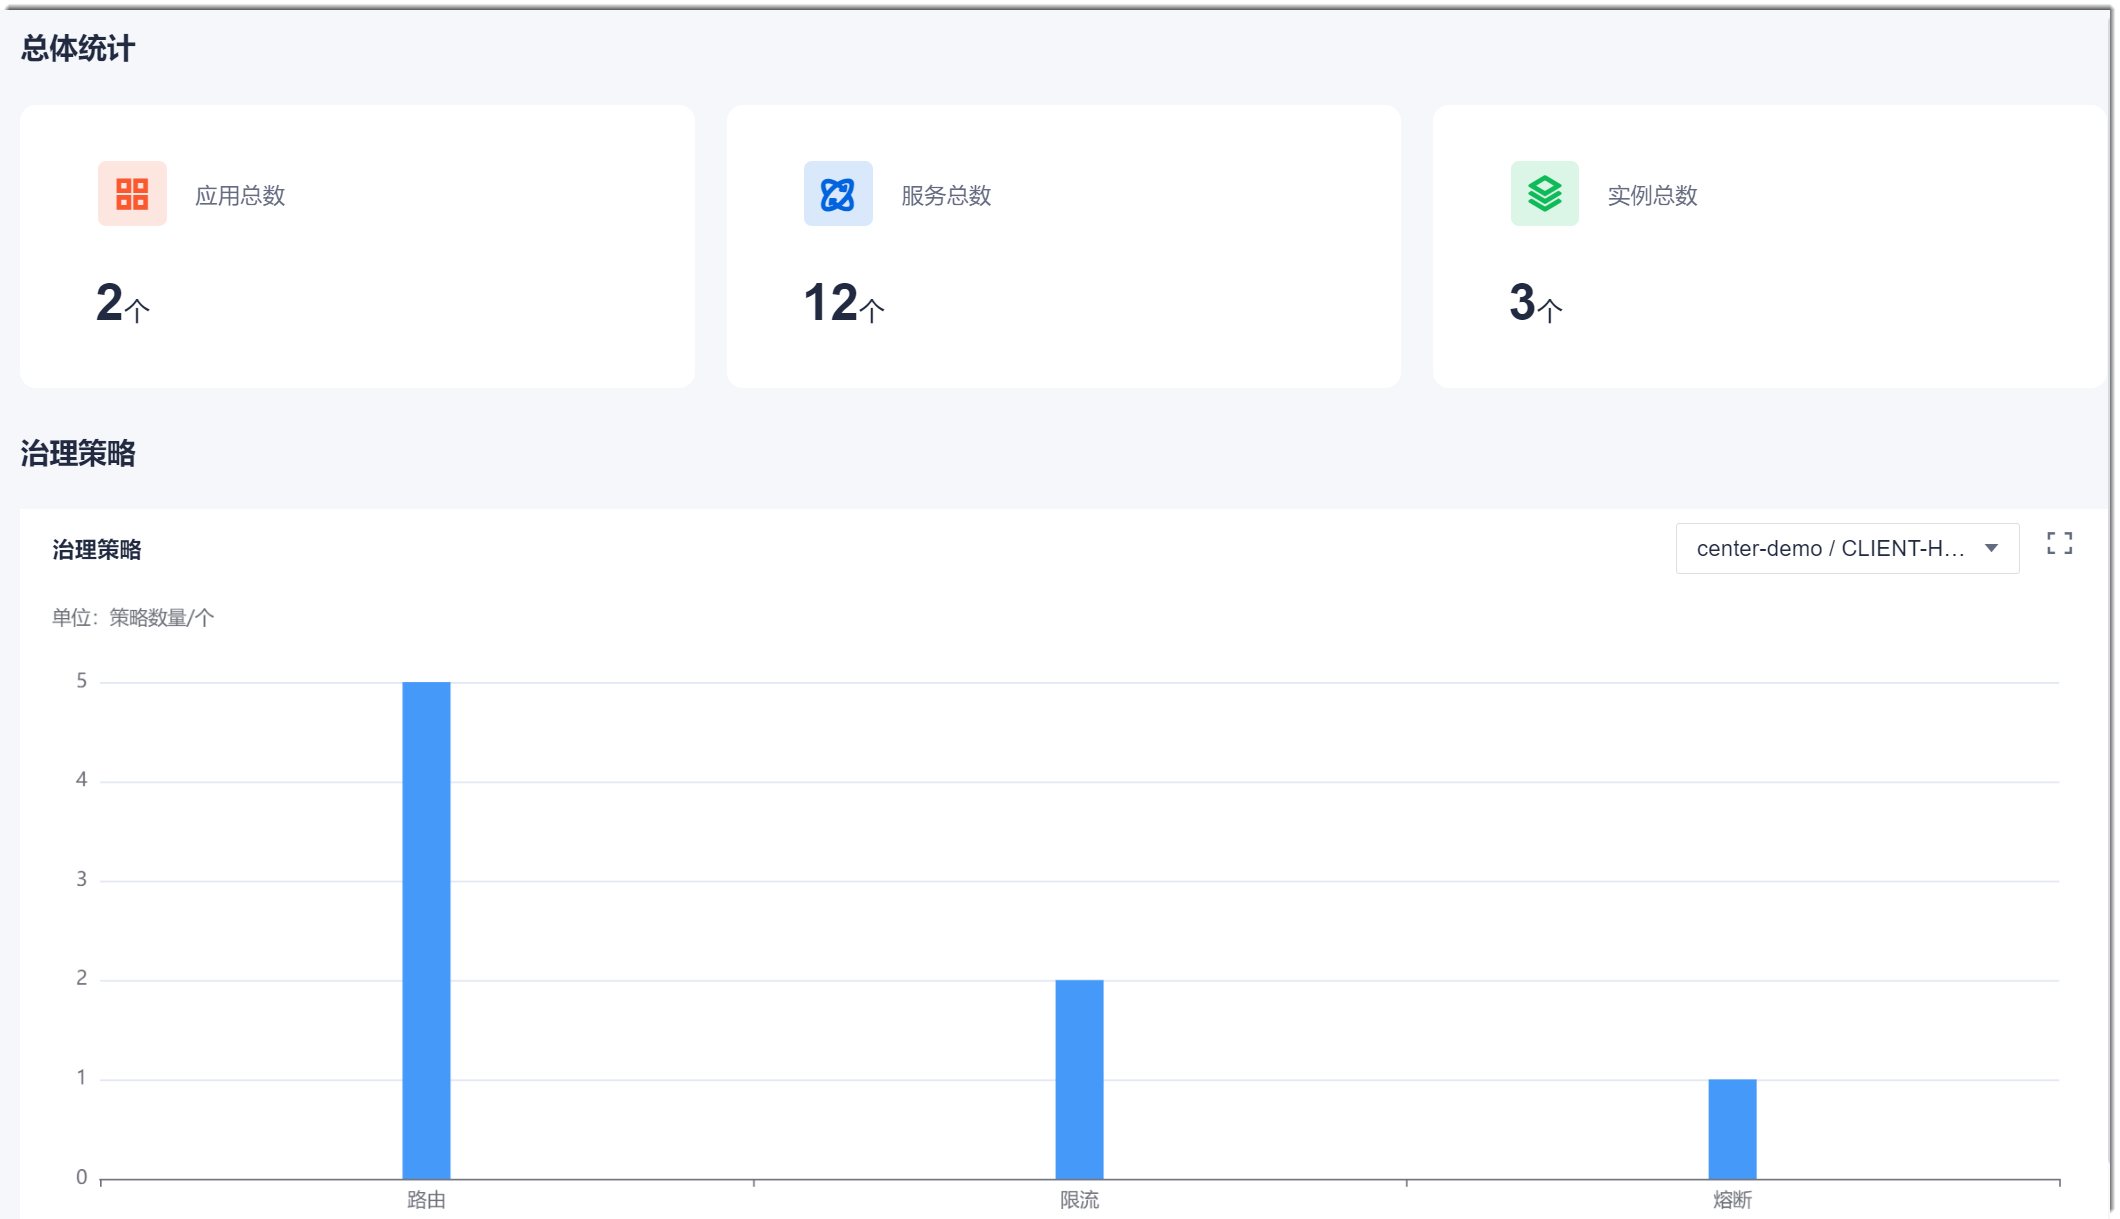 总体统计
应用总数
2个
服务总数
12个
实例总数
3个
治理策略
治理策略
center-demo / CLIENT-H...
单位：策略数量/个
5
4
3
2
1
0
路由
限流
熔断